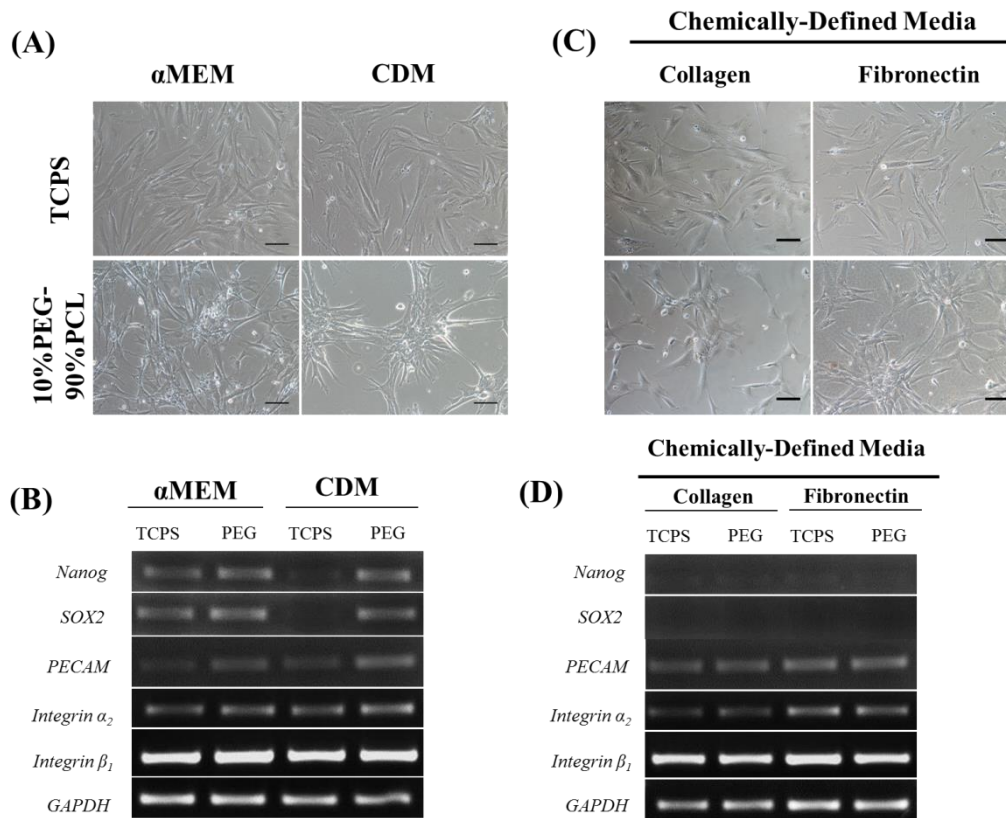 (A)
αMEM
CDM
TCPS
10%PEG-
90%PCL
(C)
Chemically-Defined Media
Collagen
Fibronectin
(B)
αMEM
CDM
TCPS
PEG
TCPS
PEG
Nanog
SOX2
PECAM
Integrin α₂
Integrin β₁
GAPDH
(D)
Chemically-Defined Media
Collagen
Fibronectin
TCPS
PEG
TCPS
PEG
Nanog
SOX2
PECAM
Integrin α₂
Integrin β₁
GAPDH